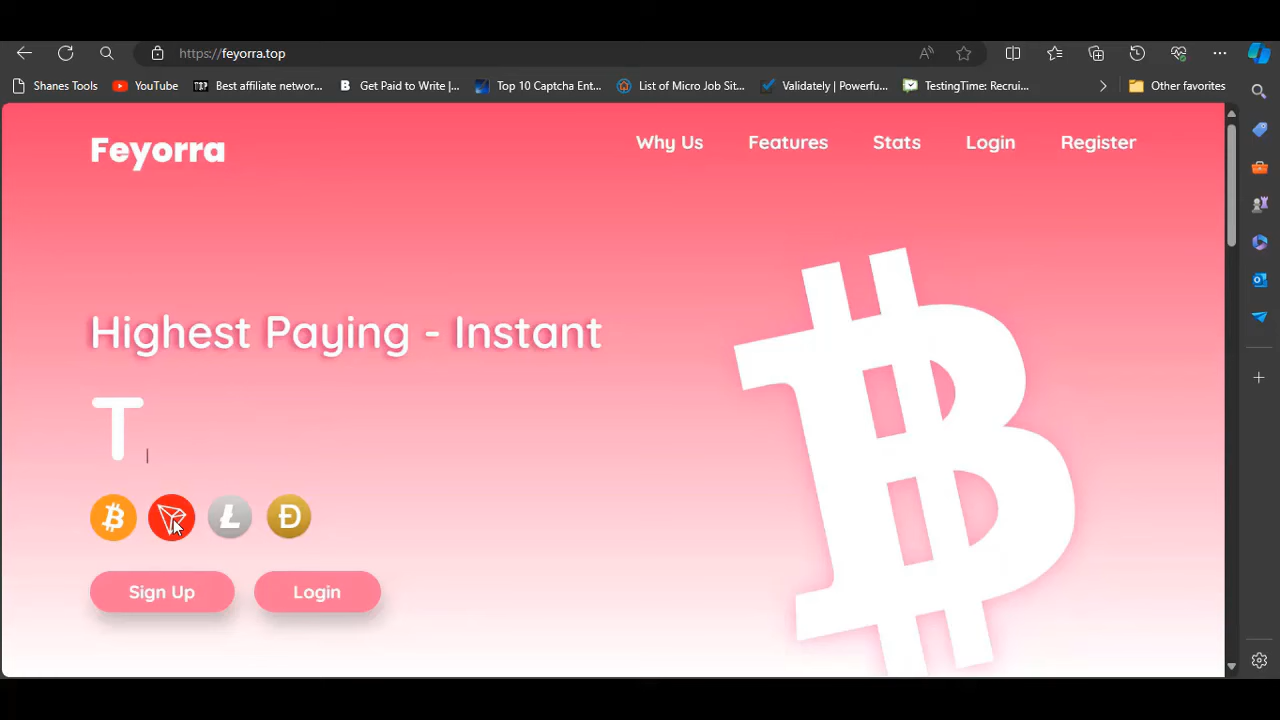 https://feyorra.top
Shanes Tools
YouTube
Best affiliate networ...
Get Paid to Write |...
Top 10 Captcha Ent...
List of Micro Job Sit...
Validately | Powerfu...
TestingTime: Recrui...
Other favorites
Feyorra
Why Us
Features
Stats
Login
Register
Highest Paying - Instant
T
Sign Up
Login